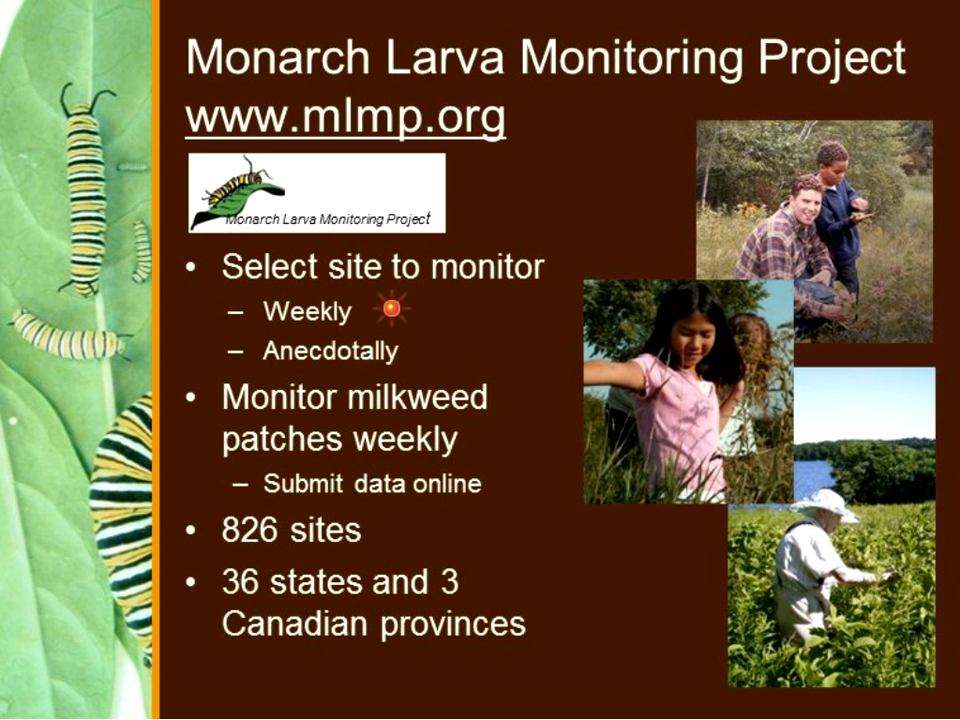 Monarch Larva Monitoring Project
www.mlmp.org
Monarch Larva Monitoring Project
• Select site to monitor
– Weekly
– Anecdotally
• Monitor milkweed
patches weekly
– Submit data online
• 826 sites
• 36 states and 3
Canadian provinces